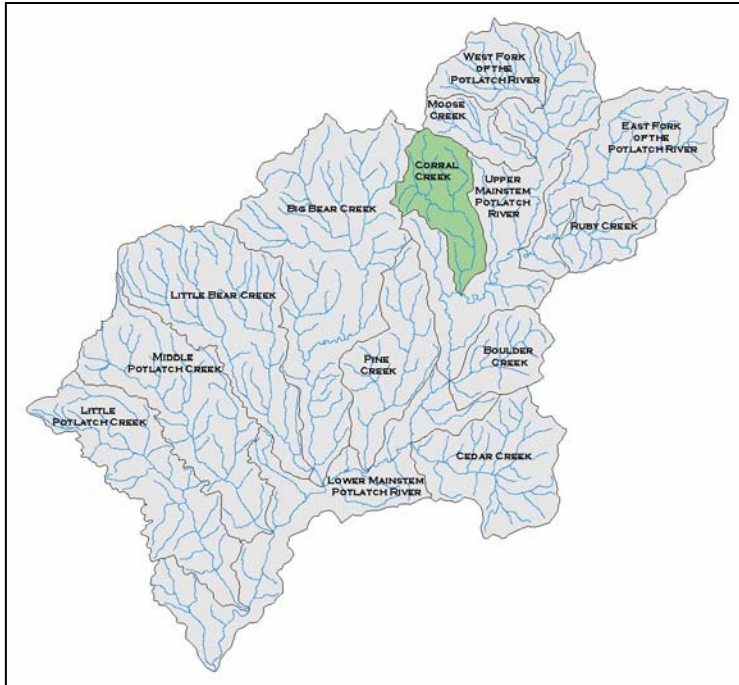 WEST FORK
OF THE
POTLATCH RIVER
MOOSE
CREEK
EAST FORK
OF THE
POTLATCH RIVER
CORRAL
CREEK
UPPER
MAINSTEM
POTLATCH
RIVER
BIG BEAR CREEK
RUBY CREEK
LITTLE BEAR CREEK
MIDDLE
POTLATCH CREEK
PINE
CREEK
BOULDER
CREEK
LITTLE
POTLATCH CREEK
CEDAR CREEK
LOWER MAINSTEM
POTLATCH RIVER